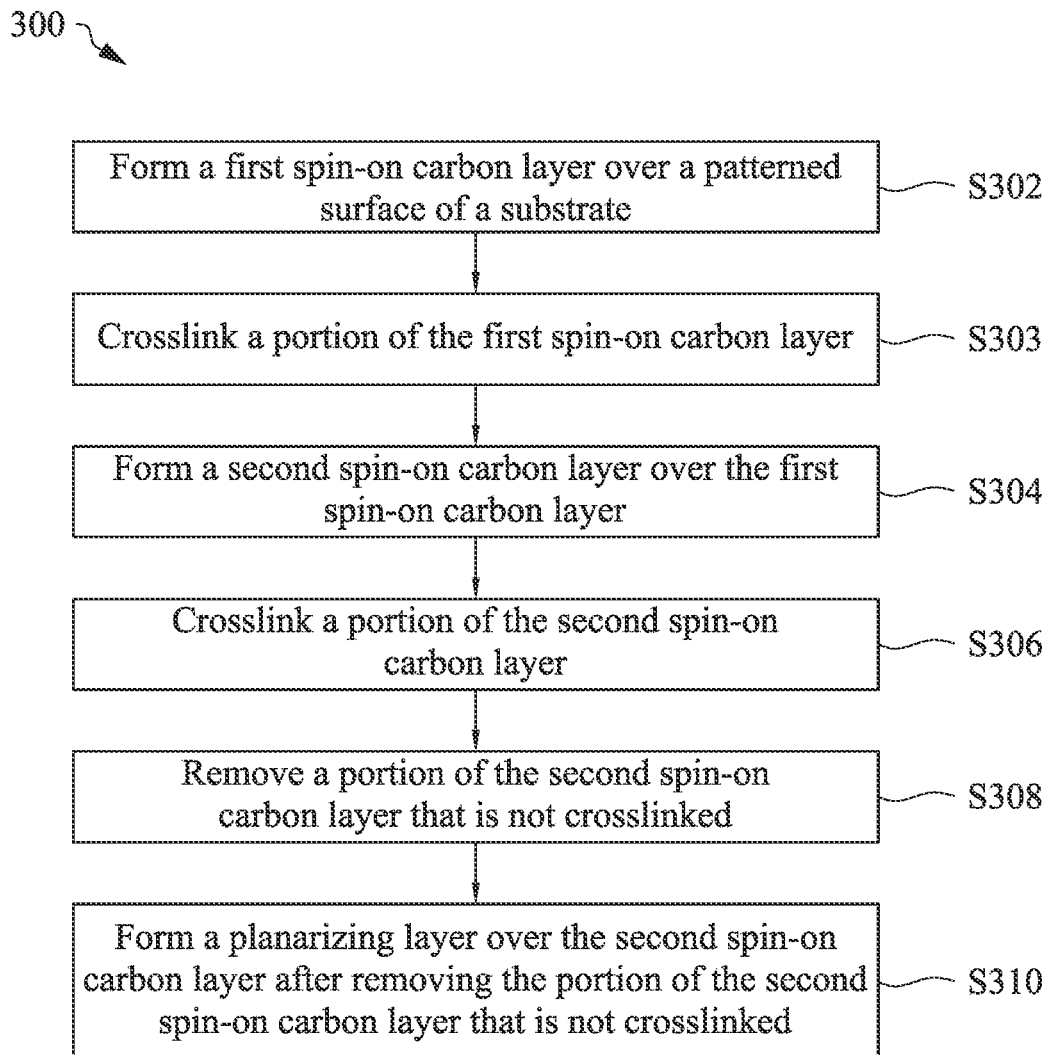 300
Form a first spin-on carbon layer over a patterned
surface of a substrate
S302
Crosslink a portion of the first spin-on carbon layer
S303
Form a second spin-on carbon layer over the first
spin-on carbon layer
S304
Crosslink a portion of the second spin-on
carbon layer
S306
Remove a portion of the second spin-on
carbon layer that is not crosslinked
S308
Form a planarizing layer over the second spin-on
carbon layer after removing the portion of the second
spin-on carbon layer that is not crosslinked
S310